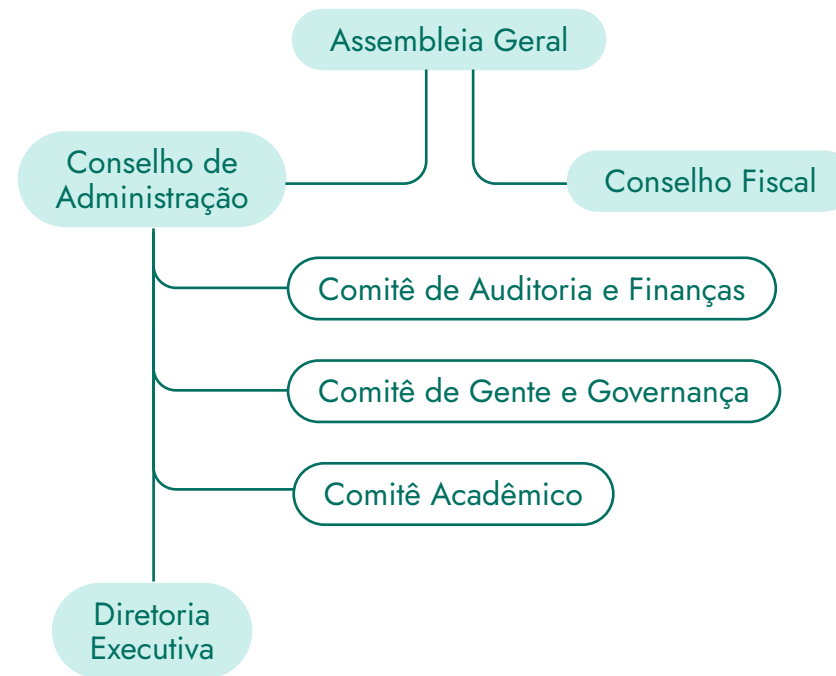 Assembleia Geral
Conselho de
Administração
Conselho Fiscal
Comitê de Auditoria e Finanças
Comitê de Gente e Governança
Comitê Acadêmico
Diretoria
Executiva